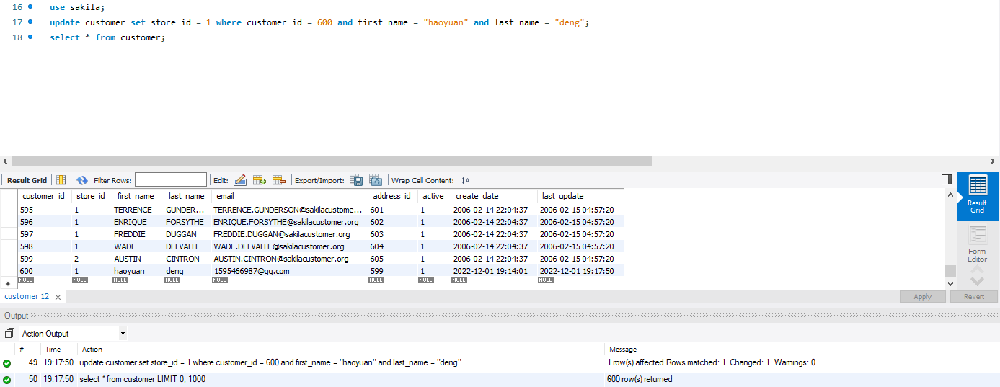 16 use sakila;
17 update customer set store_id = 1 where customer_id = 600 and first_name = "haoyuan" and last_name = "deng";
18 select * from customer;
Result Grid Filter Rows: Edit: Export/Import: Wrap Cell Content:
customer_id store_id first_name last_name email address_id active create_date last_update
595 1 TERRENCE GUNDER... TERRENCE.GUNDERSON@sakilacustome... 601 1 2006-02-14 22:04:37 2006-02-15 04:57:20
596 1 ENRIQUE FORSYTHE ENRIQUE.FORSYTHE@sakilacustomer.org 602 1 2006-02-14 22:04:37 2006-02-15 04:57:20
597 1 FREDDIE DUGGAN FREDDIE.DUGGAN@sakilacustomer.org 603 1 2006-02-14 22:04:37 2006-02-15 04:57:20
598 1 WADE DELVALLE WADE.DELVALLE@sakilacustomer.org 604 1 2006-02-14 22:04:37 2006-02-15 04:57:20
599 2 AUSTIN CINTRON AUSTIN.CINTRON@sakilacustomer.org 605 1 2006-02-14 22:04:37 2006-02-15 04:57:20
600 1 haoyuan deng 1595466987@qq.com 599 1 2022-12-01 19:14:01 2022-12-01 19:17:50
NULL NULL NULL NULL NULL NULL NULL NULL NULL
Result
Grid
Form
Editor
customer 12
Apply Revert
Output
Action Output
# Time Action Message
49 19:17:50 update customer set store_id = 1 where customer_id = 600 and first_name = "haoyuan" and last_name = "deng" 1 row(s) affected Rows matched: 1 Changed: 1 Warnings: 0
50 19:17:50 select * from customer LIMIT 0, 1000 600 row(s) returned